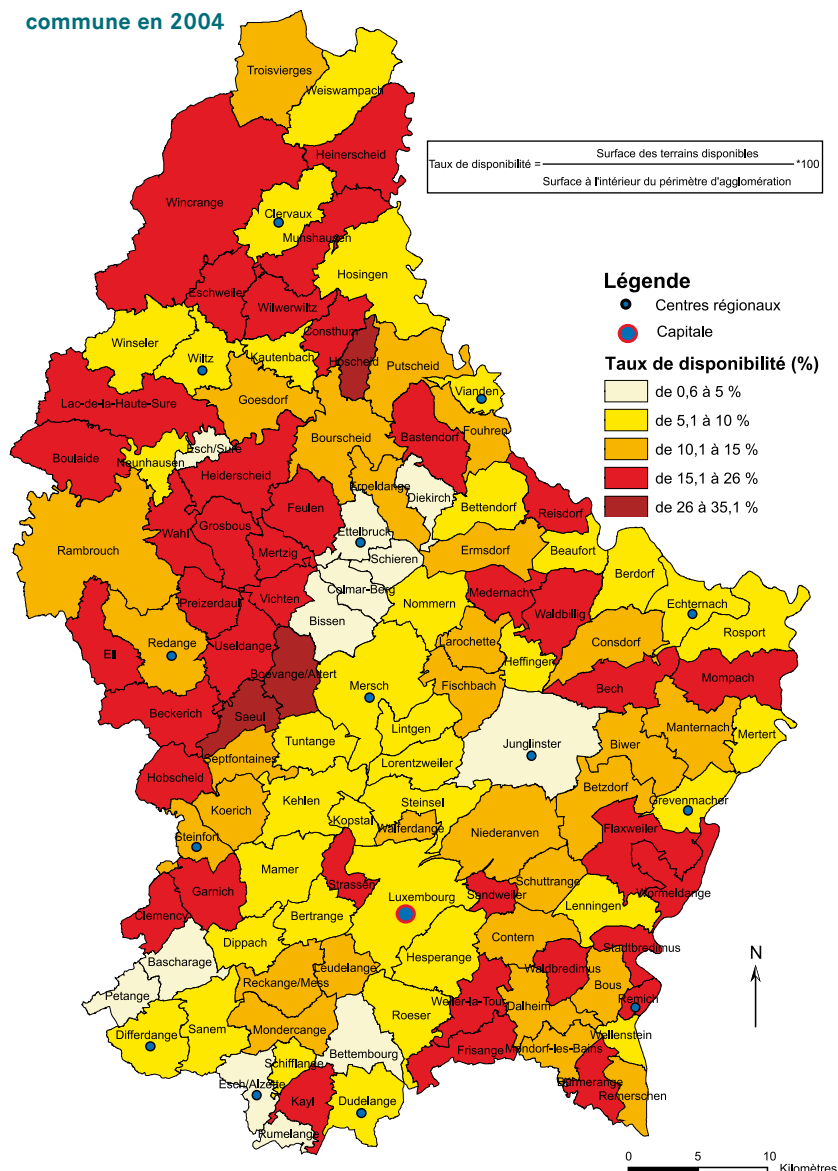 commune en 2004
Troisvierges
Weiswampach
Heinerscheid
Taux de disponibilité = Surface des terrains disponibles *100
Surface à l'intérieur du périmètre d'agglomération
Wincrange
Clervaux
Munshausen
Hosingen
Eschweiler
Wilwerwiltz
Légende
Centres régionaux
Capitale
Taux de disponibilité (%)
de 0,6 à 5 %
de 5,1 à 10 %
de 10,1 à 15 %
de 15,1 à 26 %
de 26 à 35,1 %
Consthum
Winseler
Wiltz
Kautenbach
Hoscheid
Putscheid
Vianden
Lac-de-la-Haute-Sure
Goesdorf
Bourscheid
Bastendorf
Fouhren
Boulaide
Neunhausen
Esch/Sure
Heiderscheid
Erpeldange
Diekirch
Bettendorf
Reisdorf
Feulen
Wahl
Grosbous
Ettelbruck
Rambrouch
Mertzig
Schieren
Ermsdorf
Beaufort
Berdorf
Colmar-Berg
Preizerdaul
Vichten
Nommern
Medernach
Waldbillig
Echternach
Bissen
Redange
Useldange
Larochette
Consdorf
Rosport
Ell
Boevange/Attert
Heffingen
Mersch
Fischbach
Bech
Mompach
Beckerich
Saeul
Lintgen
Manternach
Tuntange
Junglinster
Biwer
Mertert
Septfontaines
Lorentzweiler
Hobscheid
Betzdorf
Kehlen
Steinsel
Grevenmacher
Koerich
Kopstal
Walferdange
Niederanven
Flaxweiler
Steinfort
Mamer
Schuttrange
Garnich
Strassen
Luxembourg
Sandweiler
Wormeldange
Lenningen
Clemency
Bertrange
Contern
Dippach
Stadtbredimus
Bascharage
Hesperange
Waldbredimus
Leudelange
Reckange/Mess
Bous
N
Petange
Weiler-la-Tour
Dalheim
Remich
Roeser
Differdange
Sanem
Mondercange
Wellenstein
Bettembourg
Frisange
Mondorf-les-Bains
Schifflange
Esch/Alzette
Burmerange
Kayl
Dudelange
Remerschen
Rumelange
0 5 10
Kilomètres